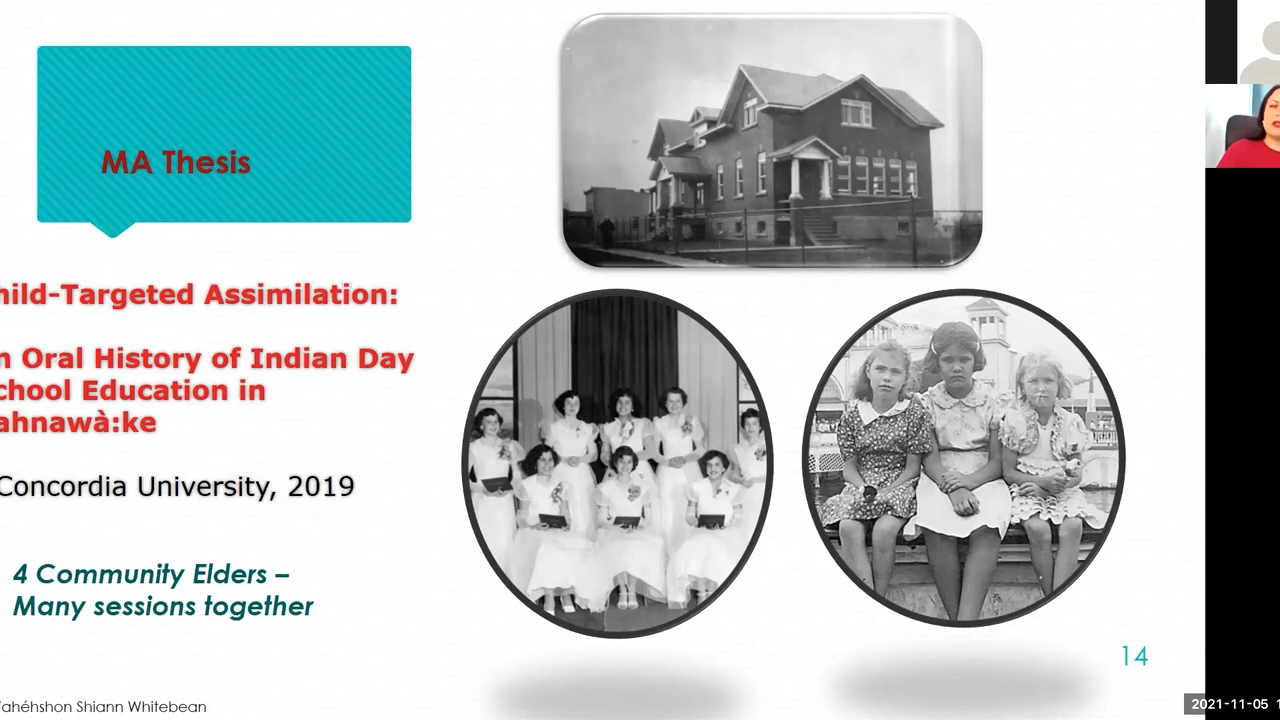 MA Thesis
hild-Targeted Assimilation:
n Oral History of Indian Day
chool Education in
ahnawà:ke
Concordia University, 2019
4 Community Elders –
Many sessions together
14
ahéhshon Shiann Whitebean
2021-11-05